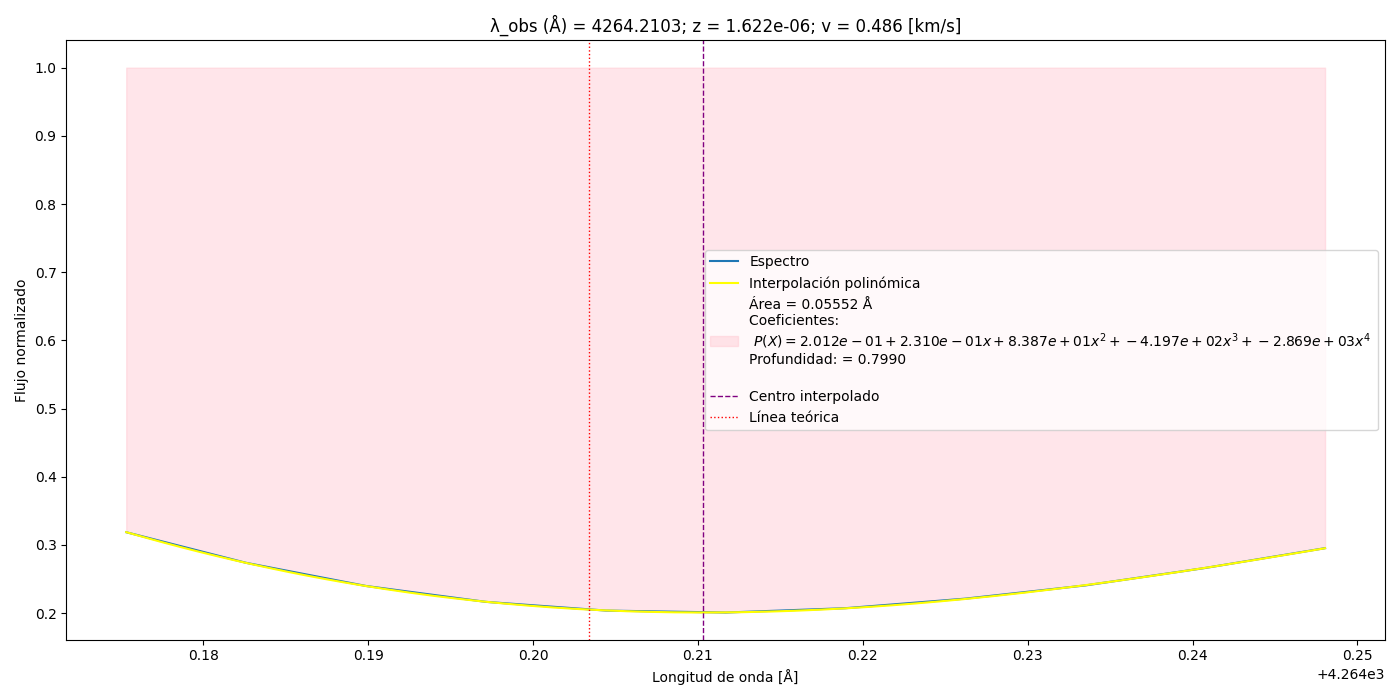 λ_obs (Å) = 4264.2103; z = 1.622e-06; v = 0.486 [km/s]
Flujo normalizado
1.0
0.9
0.8
0.7
0.6
0.5
0.4
0.3
0.2
Espectro
Interpolación polinómica
Área = 0.05552 Å
Coeficientes:
P(X) = 2.012e − 01 + 2.310e − 01x + 8.387e + 01x² + −4.197e + 02x³ + −2.869e + 03x⁴
Profundidad: = 0.7990
Centro interpolado
Línea teórica
0.18 0.19 0.20 0.21 0.22 0.23 0.24 0.25
Longitud de onda [Å]
+4.264e3